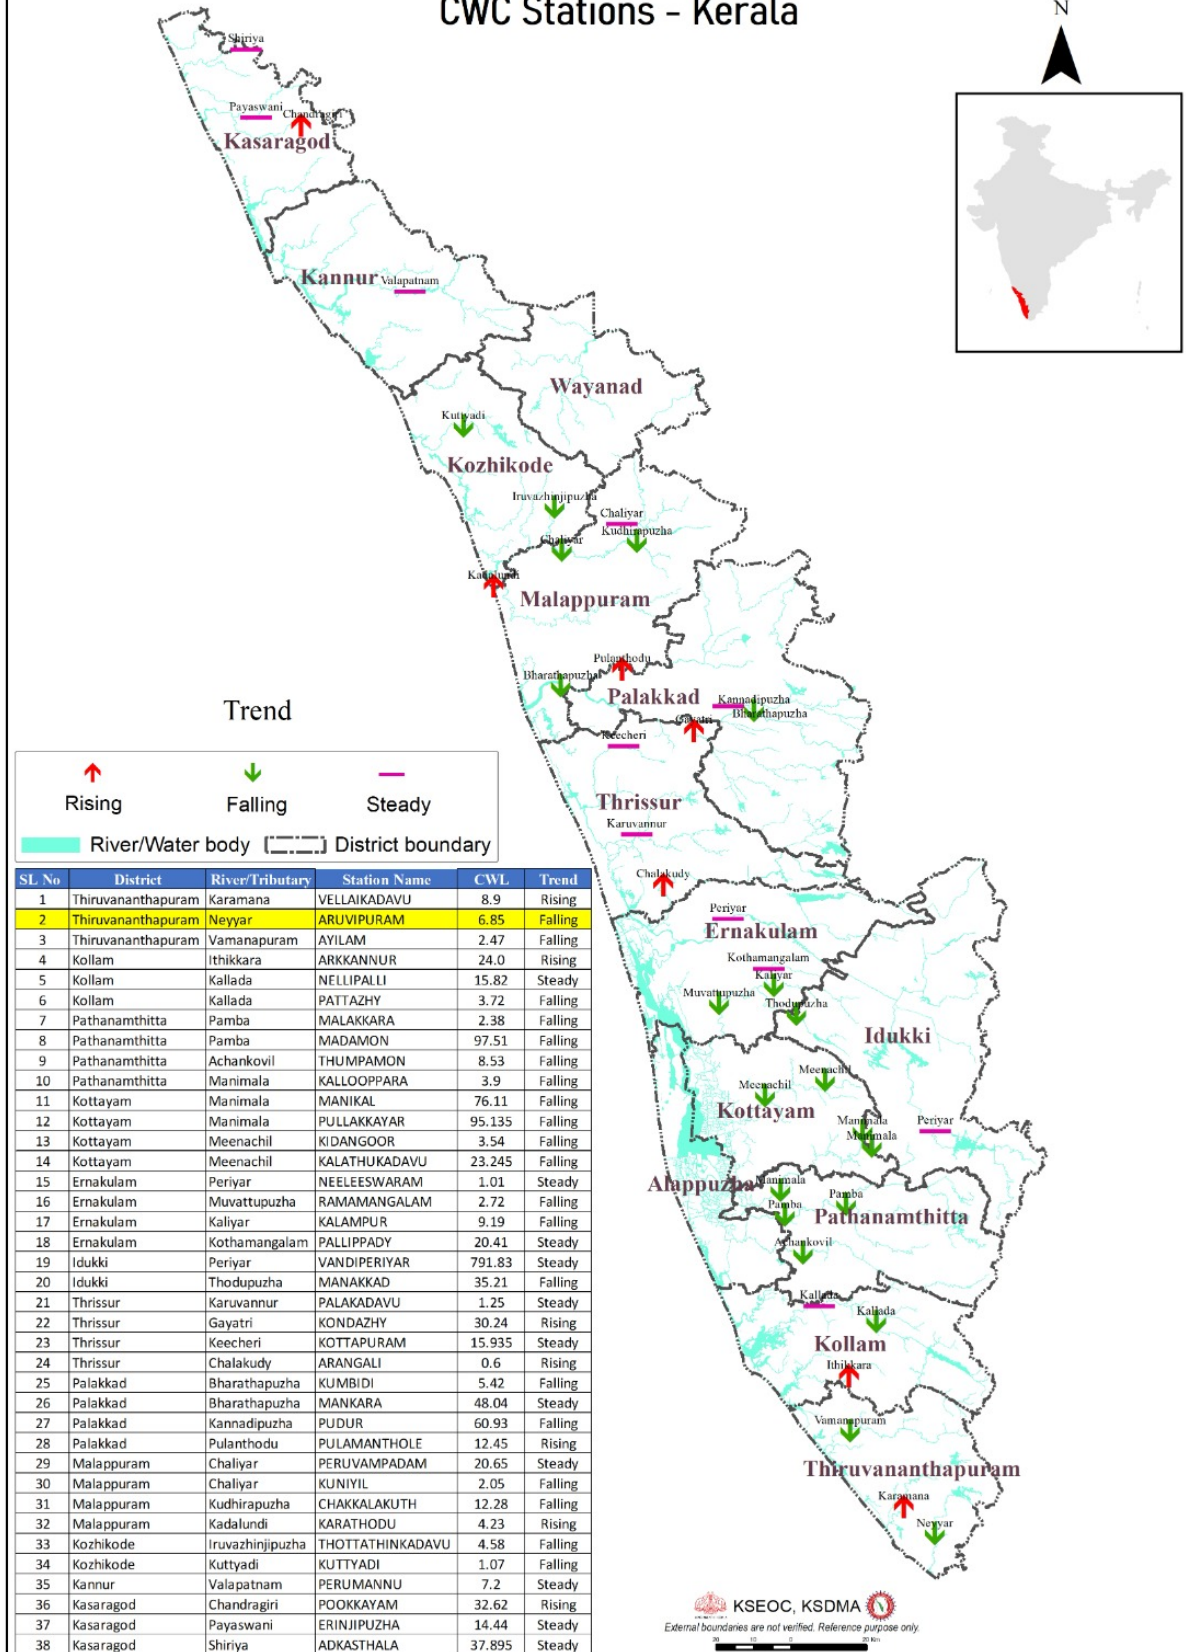 CWC Stations - Kerala
N
Shiriya
Payaswani
Chandragiri
Kasaragod
Kannur
Valapatnam
Wayanad
Kuttyadi
Kozhikode
Iruvazhinjipuzha
Chaliyar
Kudhirapuzha
Chaliyar
Kadalundi
Malappuram
Pulanthodu
Bharathapuzha
Palakkad
Kannadipuzha
Bharathapuzha
Gayatri
Keecheri
Thrissur
Karuvannur
Chalakudy
Periyar
Ernakulam
Kothamangalam
Kaliyar
Muvattupuzha
Thodupuzha
Idukki
Meenachil
Meenachil
Kottayam
Manimala
Manimala
Periyar
Alappuzha
Manimala
Pamba
Pamba
Pathanamthitta
Achankovil
Kallada
Kallada
Kollam
Ithikkara
Vamanapuram
Thiruvananthapuram
Karamana
Neyyar
Trend
Rising Falling Steady
River/Water body District boundary
SL No District River/Tributary Station Name CWL Trend
1 Thiruvananthapuram Karamana VELLAIKADAVU 8.9 Rising
2 Thiruvananthapuram Neyyar ARUVIPURAM 6.85 Falling
3 Thiruvananthapuram Vamanapuram AYILAM 2.47 Falling
4 Kollam Ithikkara ARKKANNUR 24.0 Rising
5 Kollam Kallada NELLIPALLI 15.82 Steady
6 Kollam Kallada PATTAZHY 3.72 Falling
7 Pathanamthitta Pamba MALAKKARA 2.38 Falling
8 Pathanamthitta Pamba MADAMON 97.51 Falling
9 Pathanamthitta Achankovil THUMPAMON 8.53 Falling
10 Pathanamthitta Manimala KALLOOPPARA 3.9 Falling
11 Kottayam Manimala MANIKAL 76.11 Falling
12 Kottayam Manimala PULLAKKAYAR 95.135 Falling
13 Kottayam Meenachil KIDANGOOR 3.54 Falling
14 Kottayam Meenachil KALATHUKADAVU 23.245 Falling
15 Ernakulam Periyar NEELEESWARAM 1.01 Steady
16 Ernakulam Muvattupuzha RAMAMANGALAM 2.72 Falling
17 Ernakulam Kaliyar KALAMPUR 9.19 Falling
18 Ernakulam Kothamangalam PALLIPPADY 20.41 Steady
19 Idukki Periyar VANDIPERIYAR 791.83 Steady
20 Idukki Thodupuzha MANAKKAD 35.21 Falling
21 Thrissur Karuvannur PALAKADAVU 1.25 Steady
22 Thrissur Gayatri KONDAZHY 30.24 Rising
23 Thrissur Keecheri KOTTAPURAM 15.935 Steady
24 Thrissur Chalakudy ARANGALI 0.6 Rising
25 Palakkad Bharathapuzha KUMBIDI 5.42 Falling
26 Palakkad Bharathapuzha MANKARA 48.04 Steady
27 Palakkad Kannadipuzha PUDUR 60.93 Falling
28 Palakkad Pulanthodu PULAMANTHOLE 12.45 Rising
29 Malappuram Chaliyar PERUVAMPADAM 20.65 Steady
30 Malappuram Chaliyar KUNIYIL 2.05 Falling
31 Malappuram Kudhirapuzha CHAKKALAKUTH 12.28 Falling
32 Malappuram Kadalundi KARATHODU 4.23 Rising
33 Kozhikode Iruvazhinjipuzha THOTTATHINKADAVU 4.58 Falling
34 Kozhikode Kuttyadi KUTTYADI 1.07 Falling
35 Kannur Valapatnam PERUMANNU 7.2 Steady
36 Kasaragod Chandragiri POOKKAYAM 32.62 Rising
37 Kasaragod Payaswani ERINJIPUZHA 14.44 Steady
38 Kasaragod Shiriya ADKASTHALA 37.895 Steady
KSEOC, KSDMA
External boundaries are not verified. Reference purpose only.
20 10 0 20 Km